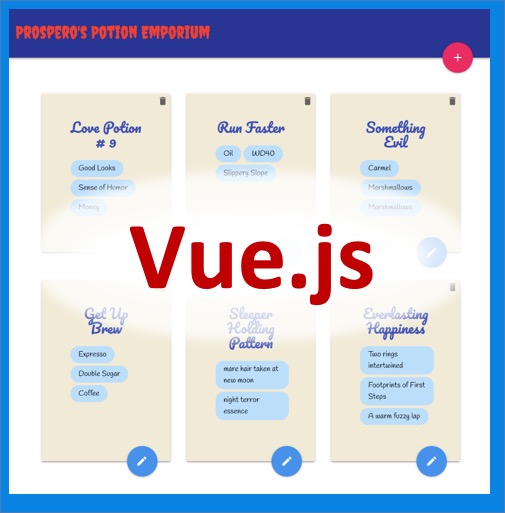 PROSPERO'S POTION EMPORIUM
+
Love Potion
# 9
Good Looks
Sense of Homor
Money
Run Faster
Oil
WD40
Slippery Slope
Something
Evil
Carmel
Marshmallows
Marshmallows
Vue.js
Get Up
Brew
Expresso
Double Sugar
Coffee
Sleeper
Holding
Pattern
mare hair taken at
new moon
night terror
essence
Everlasting
Happiness
Two rings
intertwined
Footprints of First
Steps
A warm fuzzy lap